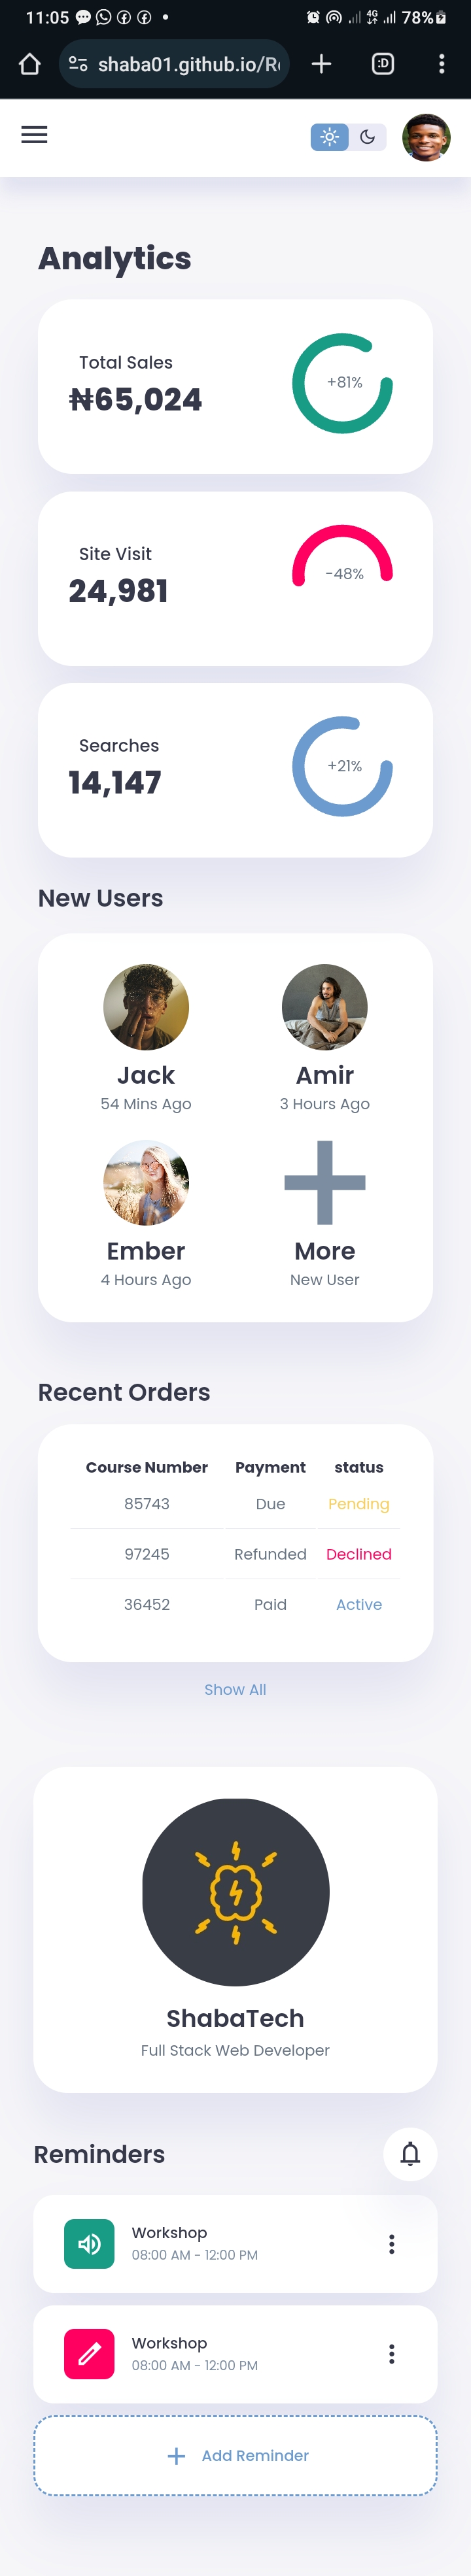 11:05
4G
78%
shaba01.github.io/R
:D
Analytics
Total Sales
₦65,024
+81%
Site Visit
24,981
-48%
Searches
14,147
+21%
New Users
Jack
54 Mins Ago
Amir
3 Hours Ago
Ember
4 Hours Ago
More
New User
Recent Orders
Course Number Payment status
85743 Due Pending
97245 Refunded Declined
36452 Paid Active
Show All
ShabaTech
Full Stack Web Developer
Reminders
Workshop
08:00 AM - 12:00 PM
Workshop
08:00 AM - 12:00 PM
Add Reminder